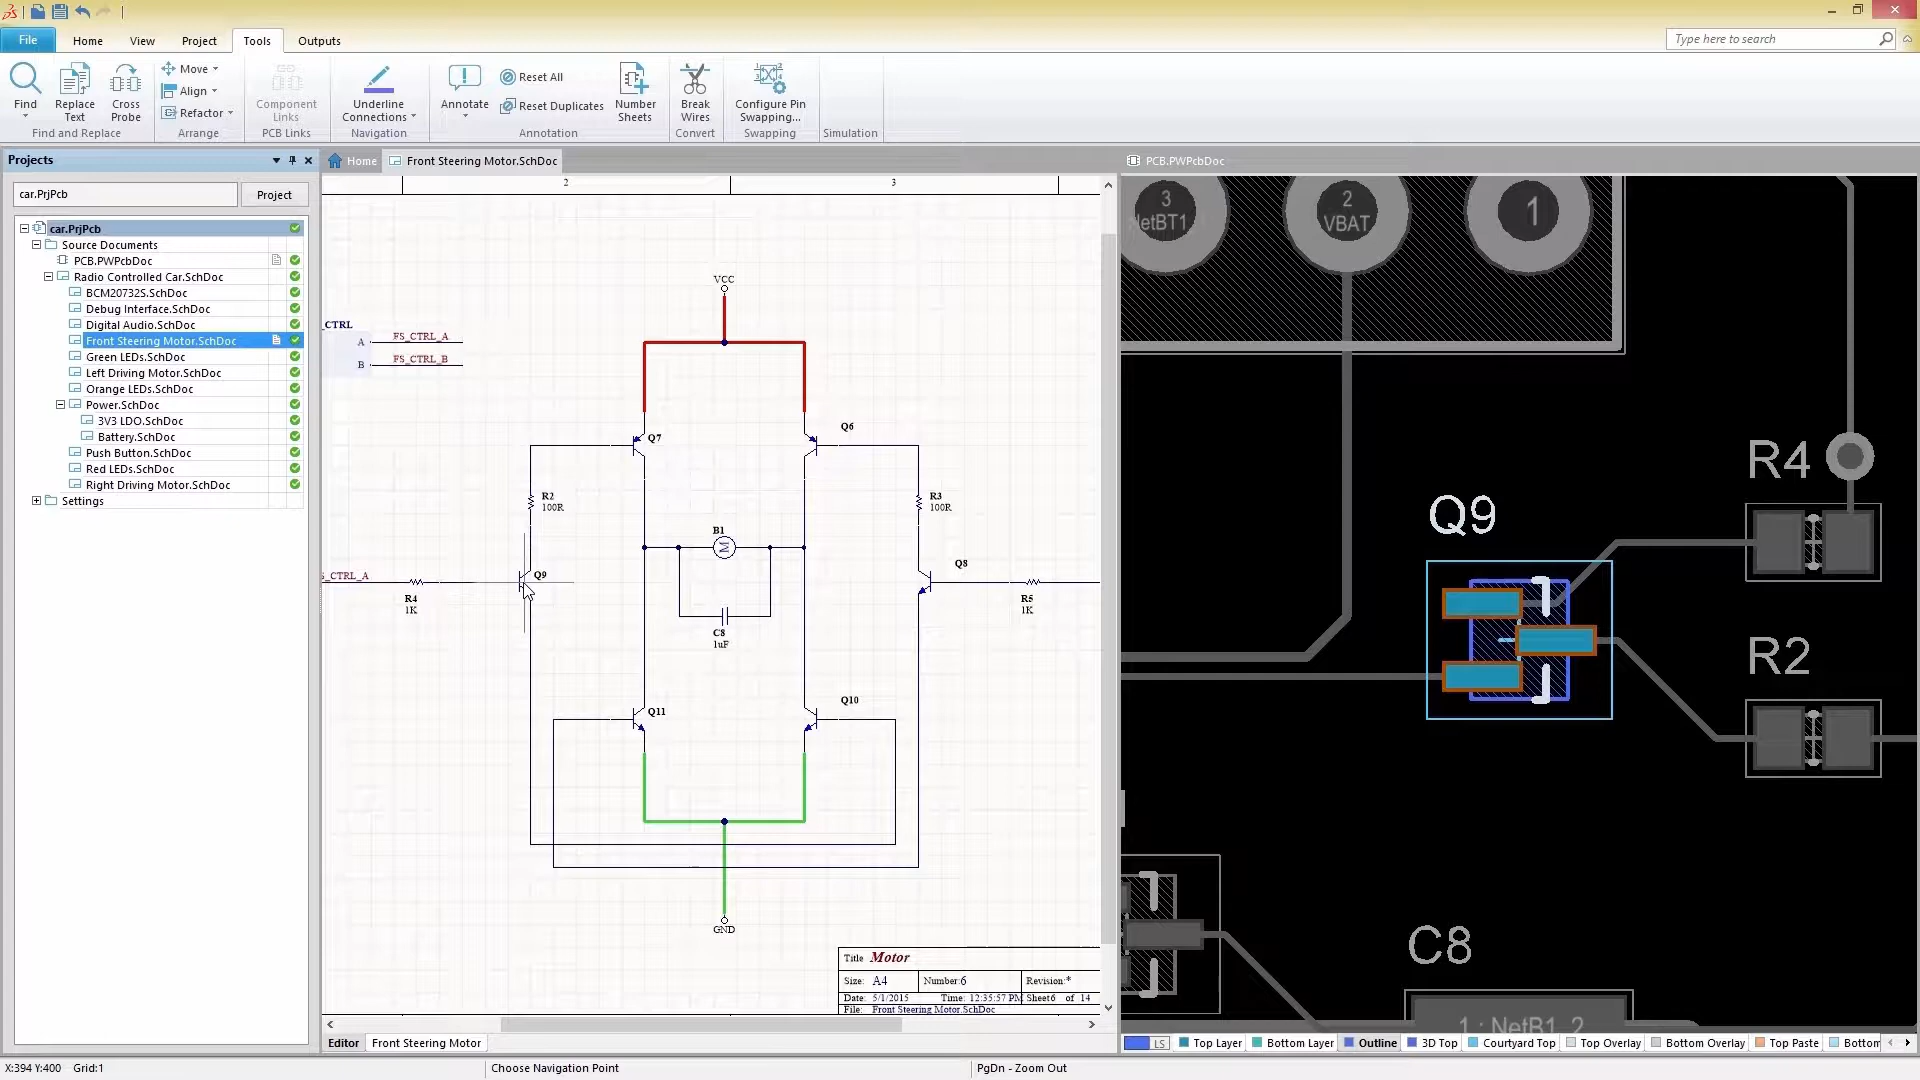 File
Home
View
Project
Tools
Outputs
Type here to search
Find
Replace Text
Cross Probe
Move
Align
Refactor
Component Links
Underline Connections
Annotate
Reset All
Reset Duplicates
Number Sheets
Break Wires
Configure Pin Swapping...
Find and Replace
Arrange
PCB Links
Navigation
Annotation
Convert
Swapping
Simulation
Projects
car.PrjPcb
Project
car.PrjPcb
Source Documents
PCB.PWPcbDoc
Radio Controlled Car.SchDoc
BCM20732S.SchDoc
Debug Interface.SchDoc
Digital Audio.SchDoc
Front Steering Motor.SchDoc
Green LEDs.SchDoc
Left Driving Motor.SchDoc
Orange LEDs.SchDoc
Power.SchDoc
3V3 LDO.SchDoc
Battery.SchDoc
Push Button.SchDoc
Red LEDs.SchDoc
Right Driving Motor.SchDoc
Settings
Home
Front Steering Motor.SchDoc
2
3
VCC
_CTRL
A
FS_CTRL_A
B
FS_CTRL_B
Q7
Q6
R2
100R
R3
100R
B1
M
S_CTRL_A
Q9
Q8
R4
1K
R5
1K
C8
1uF
Q11
Q10
GND
Title Motor
Size: A4
Number:6
Revision:*
Date: 5/1/2015
Time: 12:35:57 PM
Sheet6 of 14
File: Front Steering Motor.SchDoc
Editor
Front Steering Motor
PCB.PWPcbDoc
3
NetBT1_
2
VBAT
1
R4
Q9
R2
C8
1 : NetB1_2
LS
Top Layer
Bottom Layer
Outline
3D Top
Courtyard Top
Top Overlay
Bottom Overlay
Top Paste
Bottom
X:394 Y:400 Grid:1
Choose Navigation Point
PgDn - Zoom Out